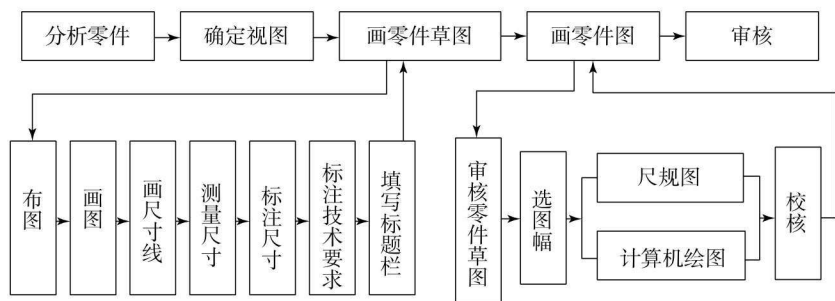 分析零件
确定视图
画零件草图
画零件图
审核
布图
画图
画尺寸线
测量尺寸
标注尺寸
标注技术要求
填写标题栏
审核零件草图
选图幅
尺规图
计算机绘图
校核